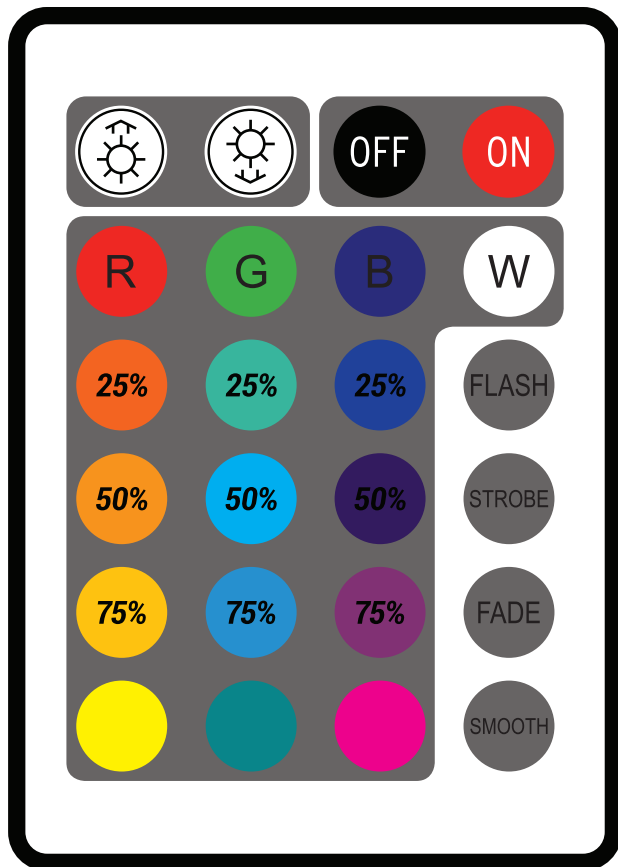 OFF ON
R G B W
25% 25% 25% FLASH
50% 50% 50% STROBE
75% 75% 75% FADE
SMOOTH